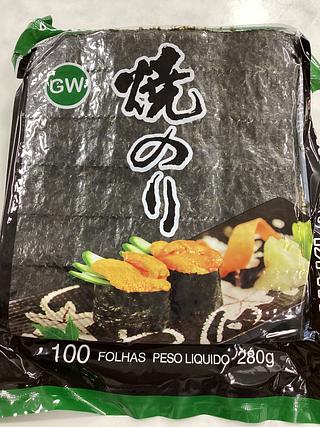 GW
焼のり
100 FOLHAS PESO LIQUIDO 280g